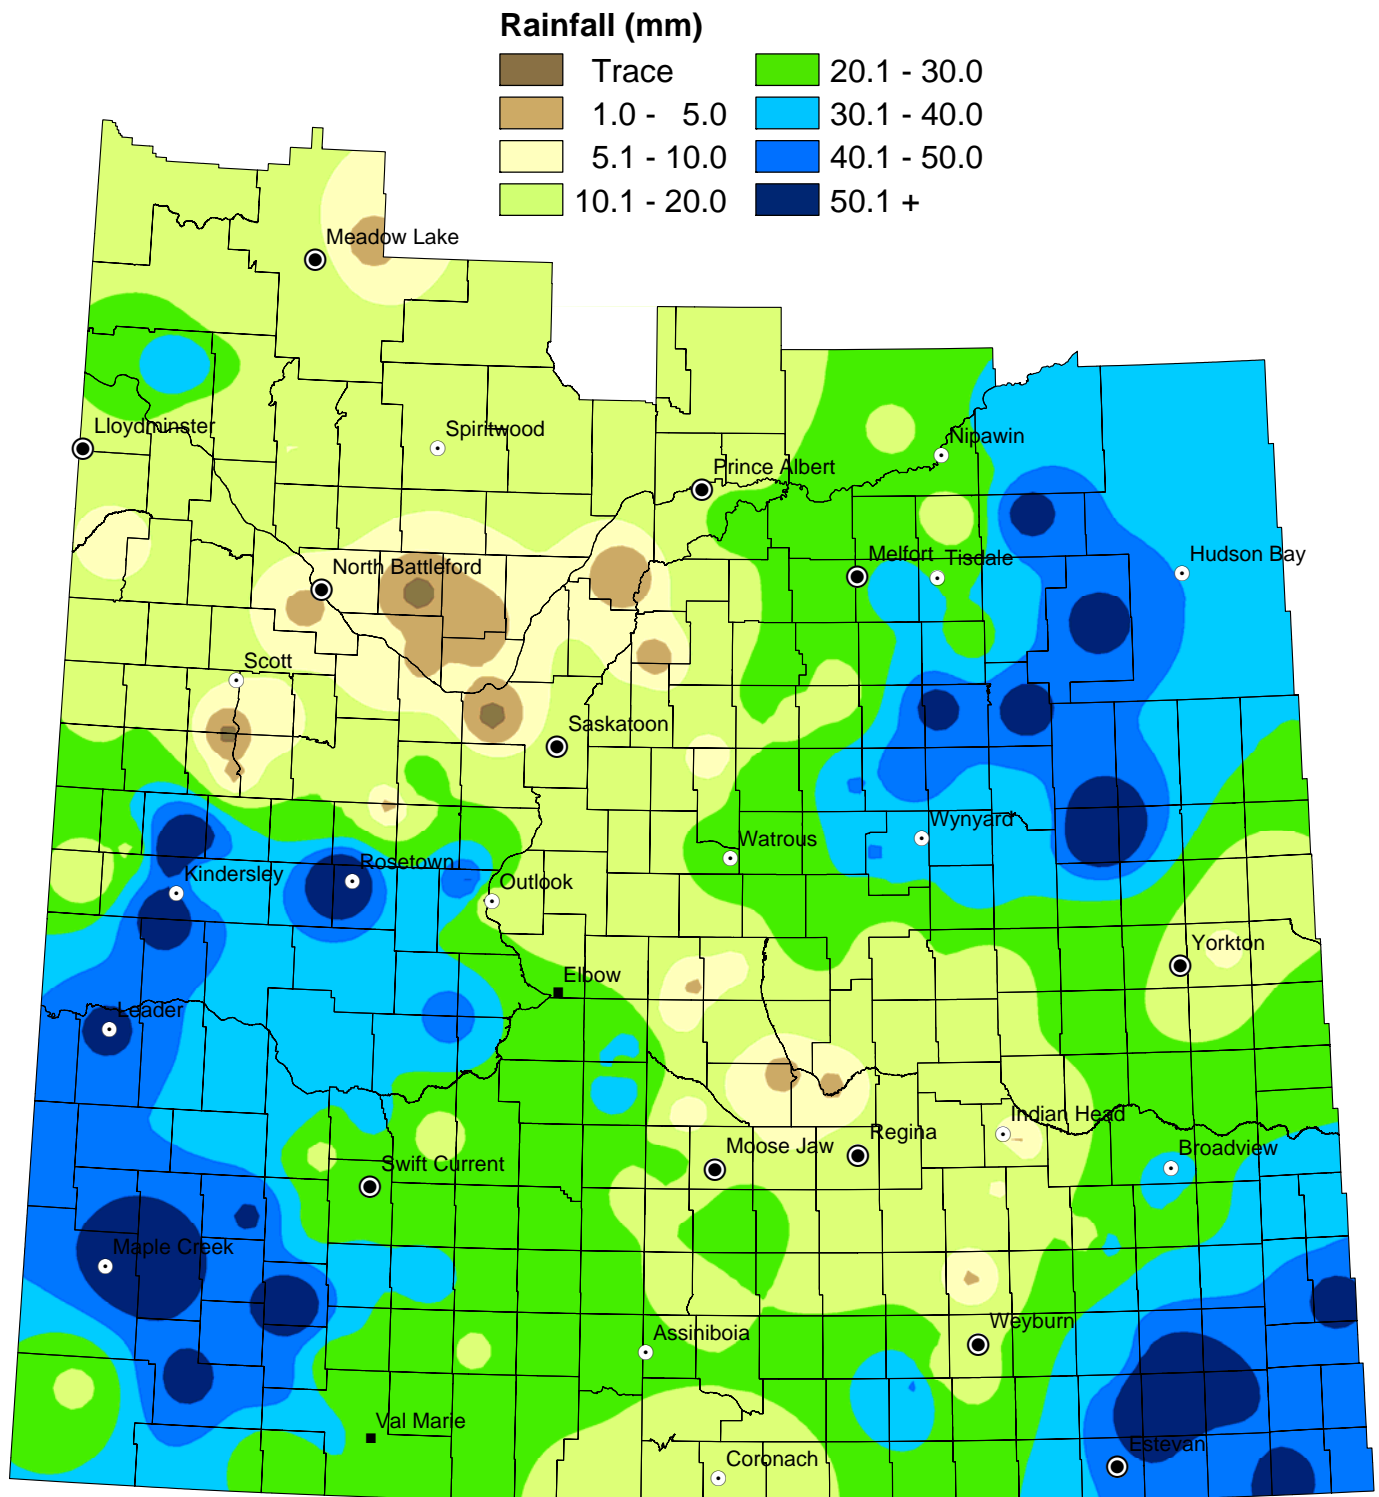 Rainfall (mm)
Trace
1.0 - 5.0
5.1 - 10.0
10.1 - 20.0
20.1 - 30.0
30.1 - 40.0
40.1 - 50.0
50.1 +
Meadow Lake
Lloydminster
Spiritwood
Nipawin
Prince Albert
Melfort
Tisdale
Hudson Bay
North Battleford
Scott
Saskatoon
Watrous
Wynyard
Rosetown
Kindersley
Outlook
Yorkton
Elbow
Leader
Indian Head
Regina
Moose Jaw
Broadview
Swift Current
Maple Creek
Weyburn
Assiniboia
Val Marie
Estevan
Coronach